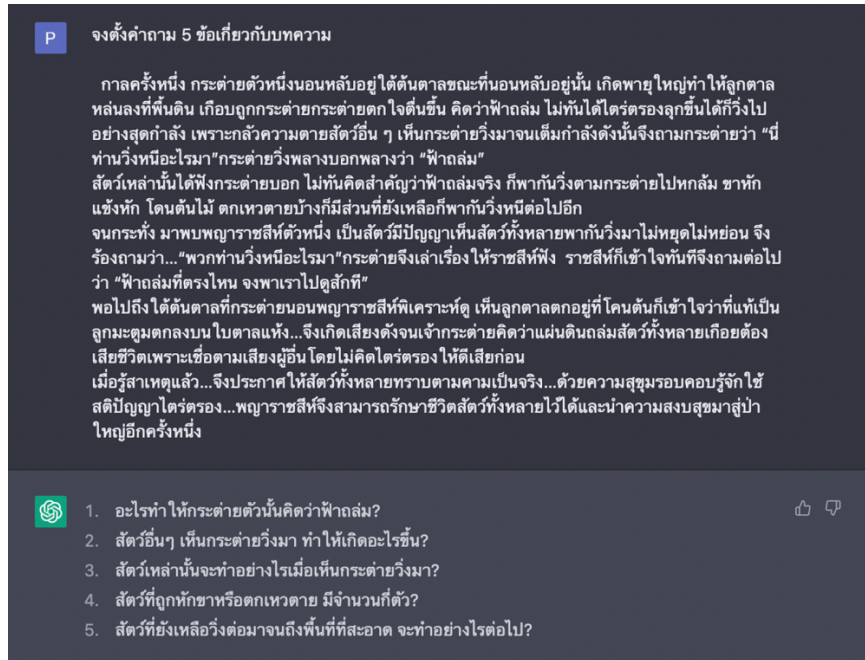 P จงตั้งคำถาม 5 ข้อเกี่ยวกับบทความ
กาลครั้งหนึ่ง กระต่ายตัวหนึ่งนอนหลับอยู่ใต้ต้นตาลขณะที่นอนหลับอยู่นั้น เกิดพายุใหญ่ทำให้ลูกตาล
หล่นลงที่พื้นดิน เกือบถูกกระต่ายกระต่ายตกใจตื่นขึ้น คิดว่าฟ้าถล่ม ไม่ทันได้ไตร่ตรองลุกขึ้นได้ก็วิ่งไป
อย่างสุดกำลัง เพราะกลัวความตายสัตว์อื่น ๆ เห็นกระต่ายวิ่งมาจนเต็มกำลังดังนั้นจึงถามกระต่ายว่า “นี่
ท่านวิ่งหนีอะไรมา”กระต่ายวิ่งพลางบอกพลางว่า “ฟ้าถล่ม”
สัตว์เหล่านั้นได้ฟังกระต่ายบอก ไม่ทันคิดสำคัญว่าฟ้าถล่มจริง ก็พากันวิ่งตามกระต่ายไปหกล้ม ขาหัก
แข้งหัก โดนต้นไม้ ตกเหวตายบ้างก็มีส่วนที่ยังเหลือก็พากันวิ่งหนีต่อไปอีก
จนกระทั่ง มาพบพญาราชสีห์ตัวหนึ่ง เป็นสัตว์มีปัญญาเห็นสัตว์ทั้งหลายพากันวิ่งมาไม่หยุดไม่หย่อน จึง
ร้องถามว่า...“พวกท่านวิ่งหนีอะไรมา”กระต่ายจึงเล่าเรื่องให้ราชสีห์ฟัง ราชสีห์ก็เข้าใจทันทีจึงถามต่อไป
ว่า “ฟ้าถล่มที่ตรงไหน จงพาเราไปดูสักที”
พอไปถึงใต้ต้นตาลที่กระต่ายนอนพญาราชสีห์พิเคราะห์ดู เห็นลูกตาลตกอยู่ที่โคนต้นก็เข้าใจว่าที่แท้เป็น
ลูกมะตูมตกลงบนใบตาลแห้ง...จึงเกิดเสียงดังจนเจ้ากระต่ายคิดว่าแผ่นดินถล่มสัตว์ทั้งหลายเกือยต้อง
เสียชีวิตเพราะเชื่อตามเสียงผู้อื่นโดยไม่คิดไตร่ตรองให้ดีเสียก่อน
เมื่อรู้สาเหตุแล้ว...จึงประกาศให้สัตว์ทั้งหลายทราบตามคามเป็นจริง...ด้วยความสุขุมรอบคอบรู้จักใช้
สติปัญญาไตร่ตรอง...พญาราชสีห์จึงสามารถรักษาชีวิตสัตว์ทั้งหลายไว้ได้และนำความสงบสุขมาสู่ป่า
ใหญ่อีกครั้งหนึ่ง
1. อะไรทำให้กระต่ายตัวนั้นคิดว่าฟ้าถล่ม?
2. สัตว์อื่นๆ เห็นกระต่ายวิ่งมา ทำให้เกิดอะไรขึ้น?
3. สัตว์เหล่านั้นจะทำอย่างไรเมื่อเห็นกระต่ายวิ่งมา?
4. สัตว์ที่ถูกหักขาหรือตกเหวตาย มีจำนวนกี่ตัว?
5. สัตว์ที่ยังเหลือวิ่งต่อมาจนถึงพื้นที่ที่สะอาด จะทำอย่างไรต่อไป?